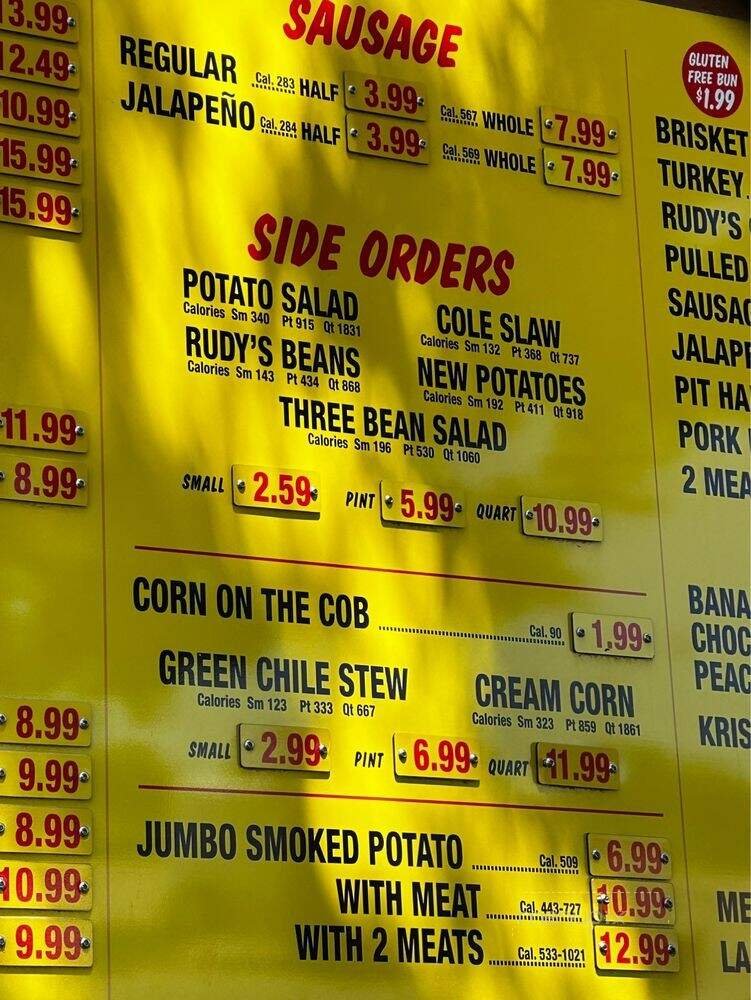 13.99
12.49
10.99
15.99
15.99
11.99
8.99
8.99
9.99
8.99
10.99
9.99
SAUSAGE
REGULAR Cal. 283 HALF 3.99 Cal. 567 WHOLE 7.99
JALAPEÑO Cal. 284 HALF 3.99 Cal. 569 WHOLE 7.99
SIDE ORDERS
POTATO SALAD
Calories Sm 340 Pt 915 Qt 1831
COLE SLAW
Calories Sm 132 Pt 368 Qt 737
RUDY'S BEANS
Calories Sm 143 Pt 434 Qt 868
NEW POTATOES
Calories Sm 192 Pt 411 Qt 918
THREE BEAN SALAD
Calories Sm 196 Pt 530 Qt 1060
SMALL 2.59 PINT 5.99 QUART 10.99
CORN ON THE COB Cal. 90 1.99
GREEN CHILE STEW
Calories Sm 123 Pt 333 Qt 667
CREAM CORN
Calories Sm 323 Pt 859 Qt 1861
SMALL 2.99 PINT 6.99 QUART 11.99
JUMBO SMOKED POTATO Cal. 509 6.99
WITH MEAT Cal. 443-727 10.99
WITH 2 MEATS Cal. 533-1021 12.99
GLUTEN
FREE BUN
$1.99
BRISKET
TURKEY
RUDY'S
PULLED
SAUSAG
JALAP
PIT HA
PORK
2 MEA
BANA
CHOC
PEAC
KRIS
ME
LA